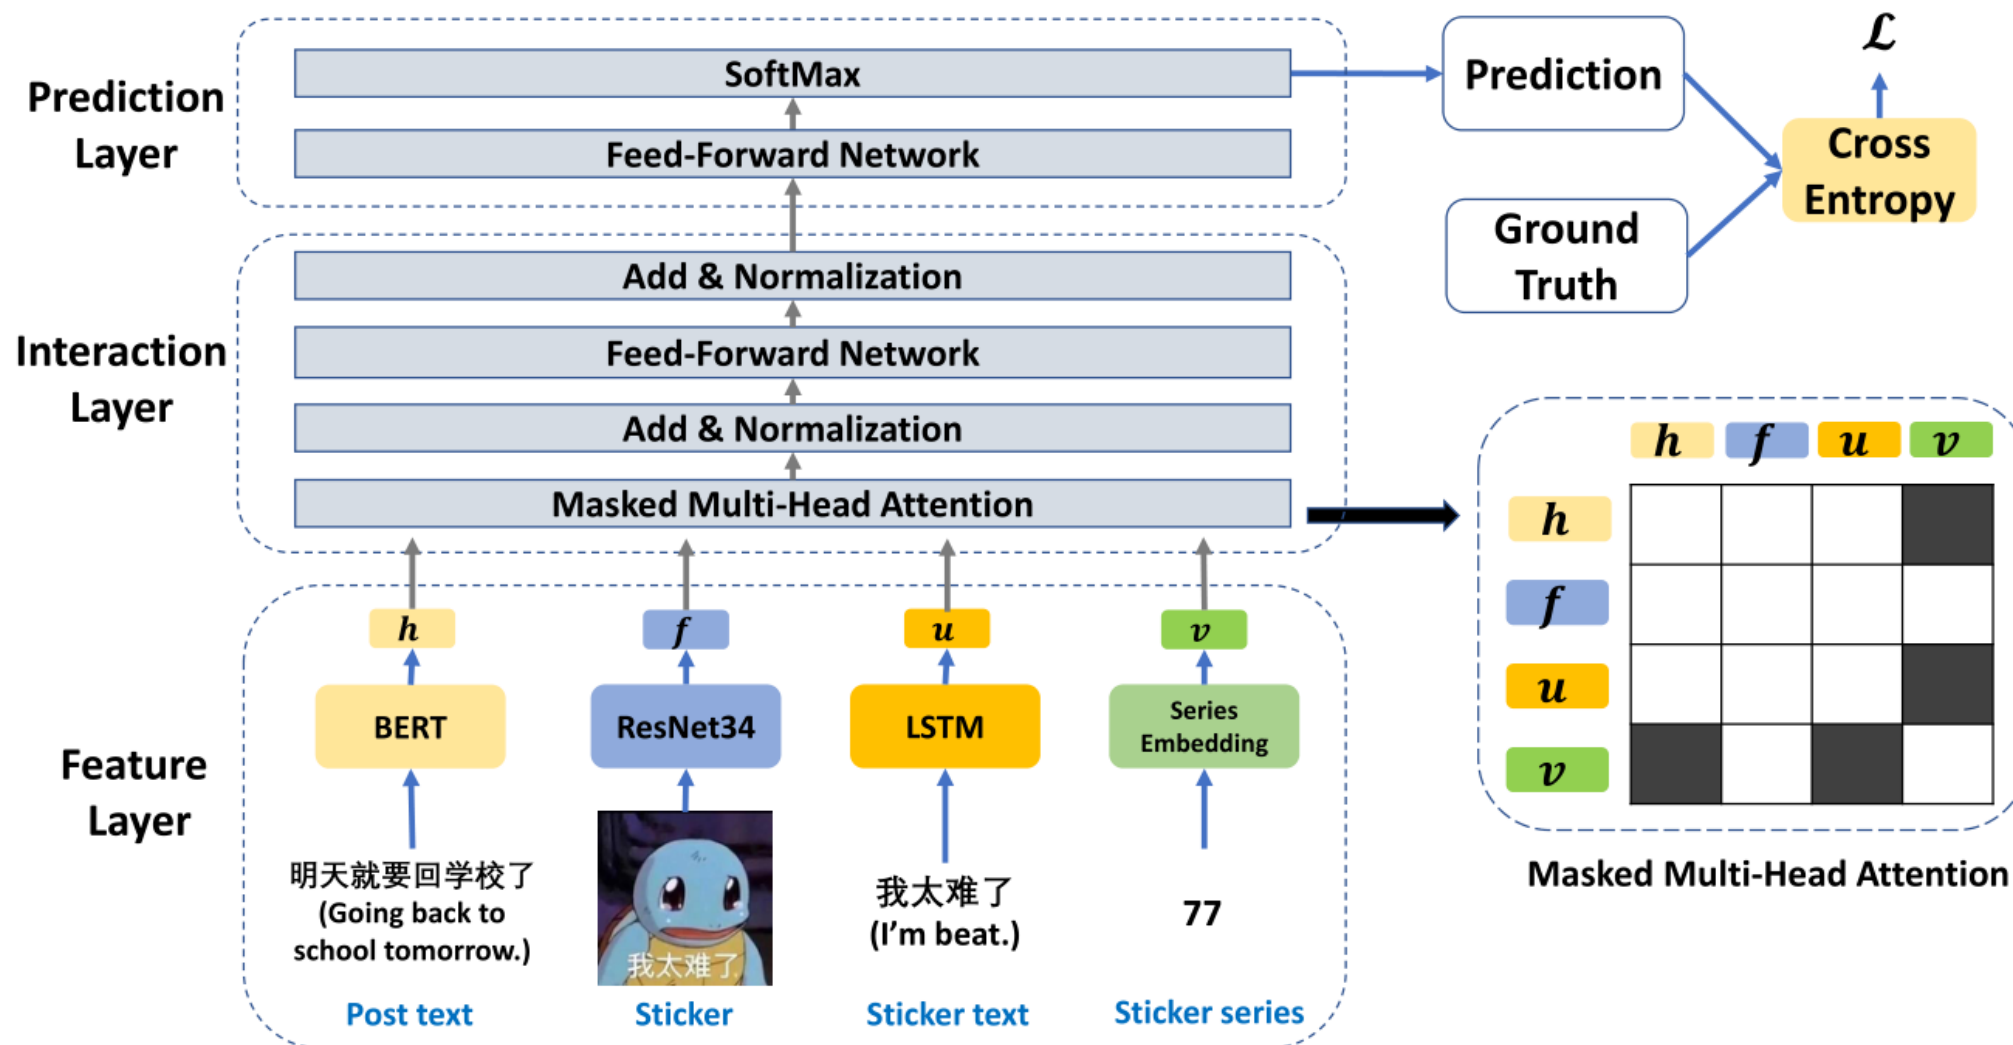 Prediction
Layer
SoftMax
Feed-Forward Network
Prediction
Ground
Truth
Cross
Entropy
ℒ
Interaction
Layer
Add & Normalization
Feed-Forward Network
Add & Normalization
Masked Multi-Head Attention
h f u v
h
f
u
v
Masked Multi-Head Attention
Feature
Layer
h
f
u
v
BERT
ResNet34
LSTM
Series
Embedding
明天就要回学校了
(Going back to
school tomorrow.)
我太难了
我太难了
(I'm beat.)
77
Post text
Sticker
Sticker text
Sticker series